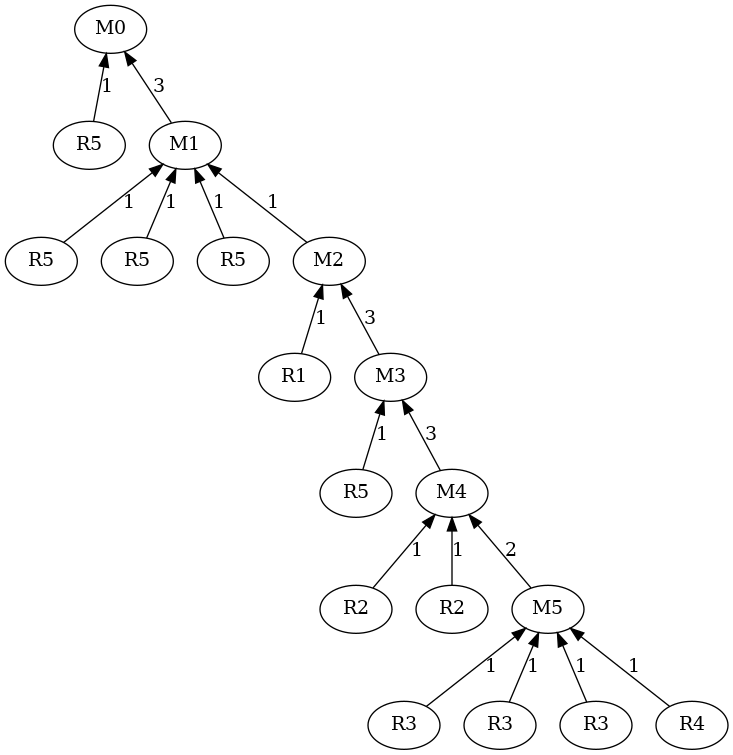 M0
1 3
R5 M1
1 1 1 1
R5 R5 R5 M2
1 3
R1 M3
1 3
R5 M4
1 1 2
R2 R2 M5
1 1 1 1
R3 R3 R3 R4